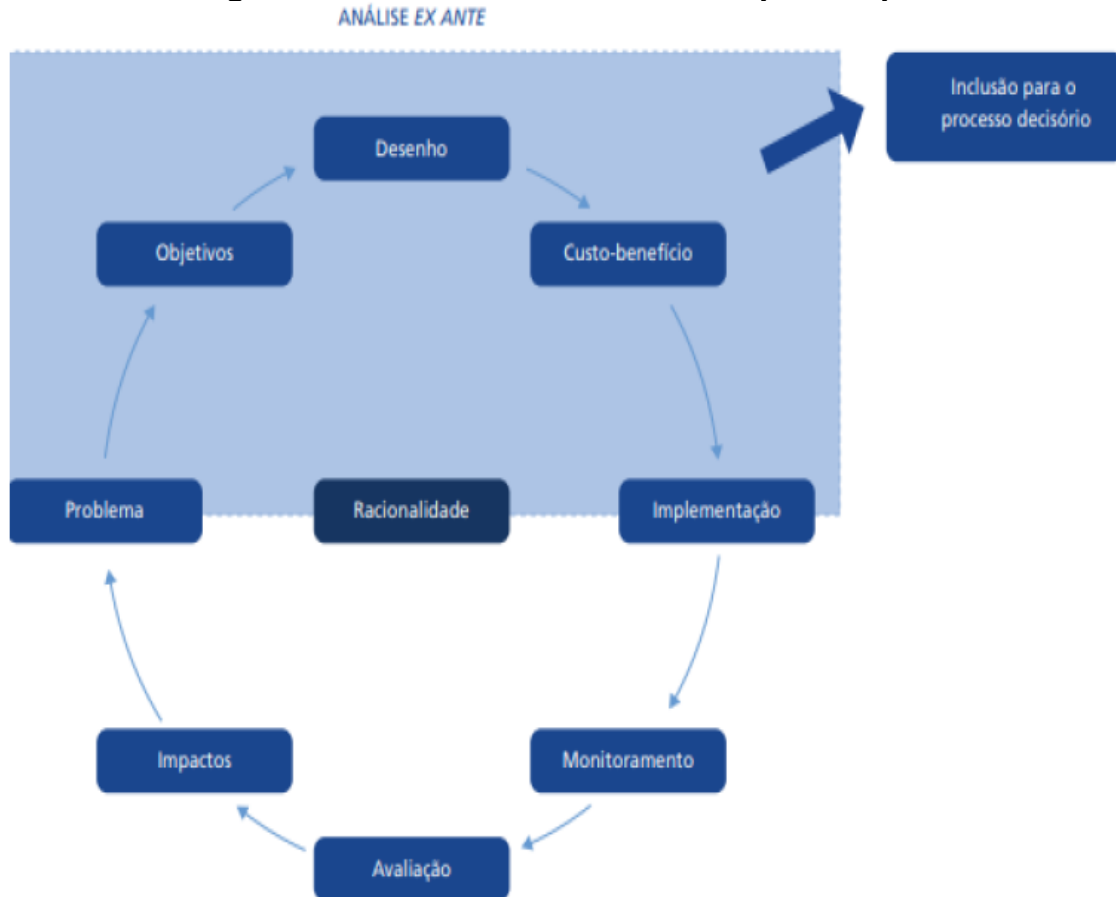 ANÁLISE EX ANTE
Inclusão para o
processo decisório
Desenho
Objetivos
Custo-benefício
Problema
Racionalidade
Implementação
Impactos
Monitoramento
Avaliação